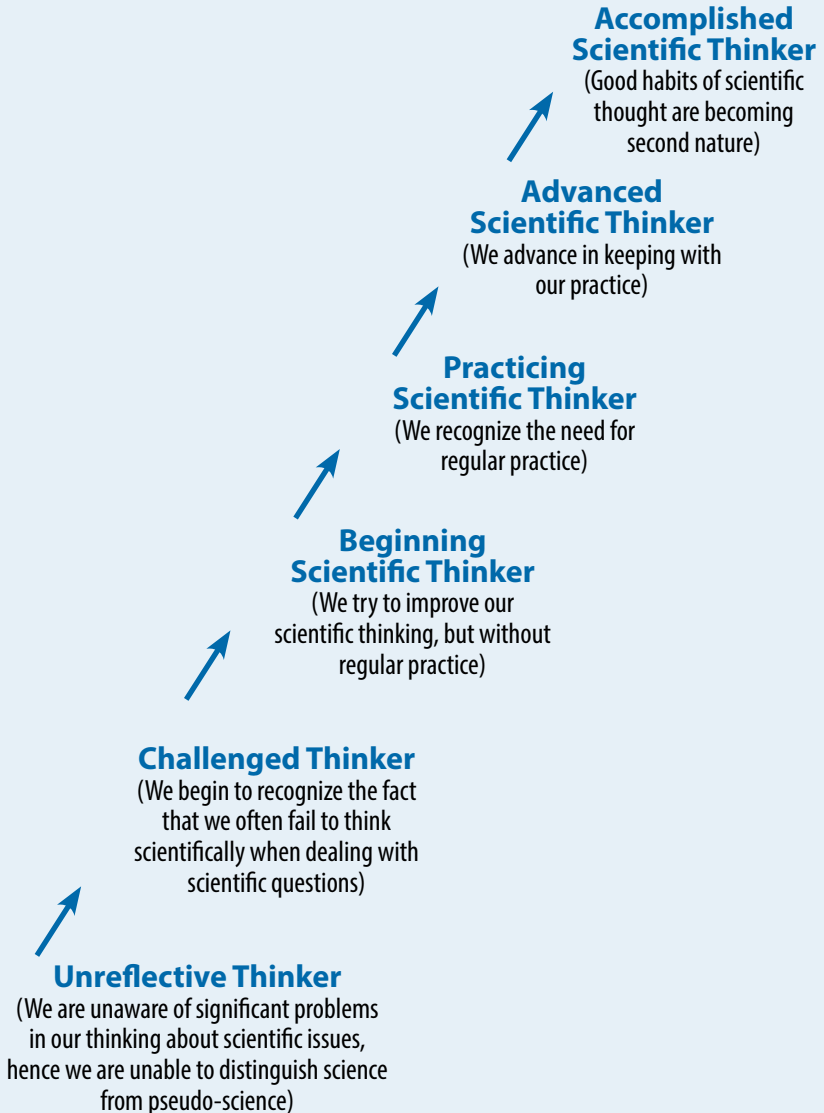 Accomplished
Scientific Thinker
(Good habits of scientific
thought are becoming
second nature)
Advanced
Scientific Thinker
(We advance in keeping with
our practice)
Practicing
Scientific Thinker
(We recognize the need for
regular practice)
Beginning
Scientific Thinker
(We try to improve our
scientific thinking, but without
regular practice)
Challenged Thinker
(We begin to recognize the fact
that we often fail to think
scientifically when dealing with
scientific questions)
Unreflective Thinker
(We are unaware of significant problems
in our thinking about scientific issues,
hence we are unable to distinguish science
from pseudo-science)